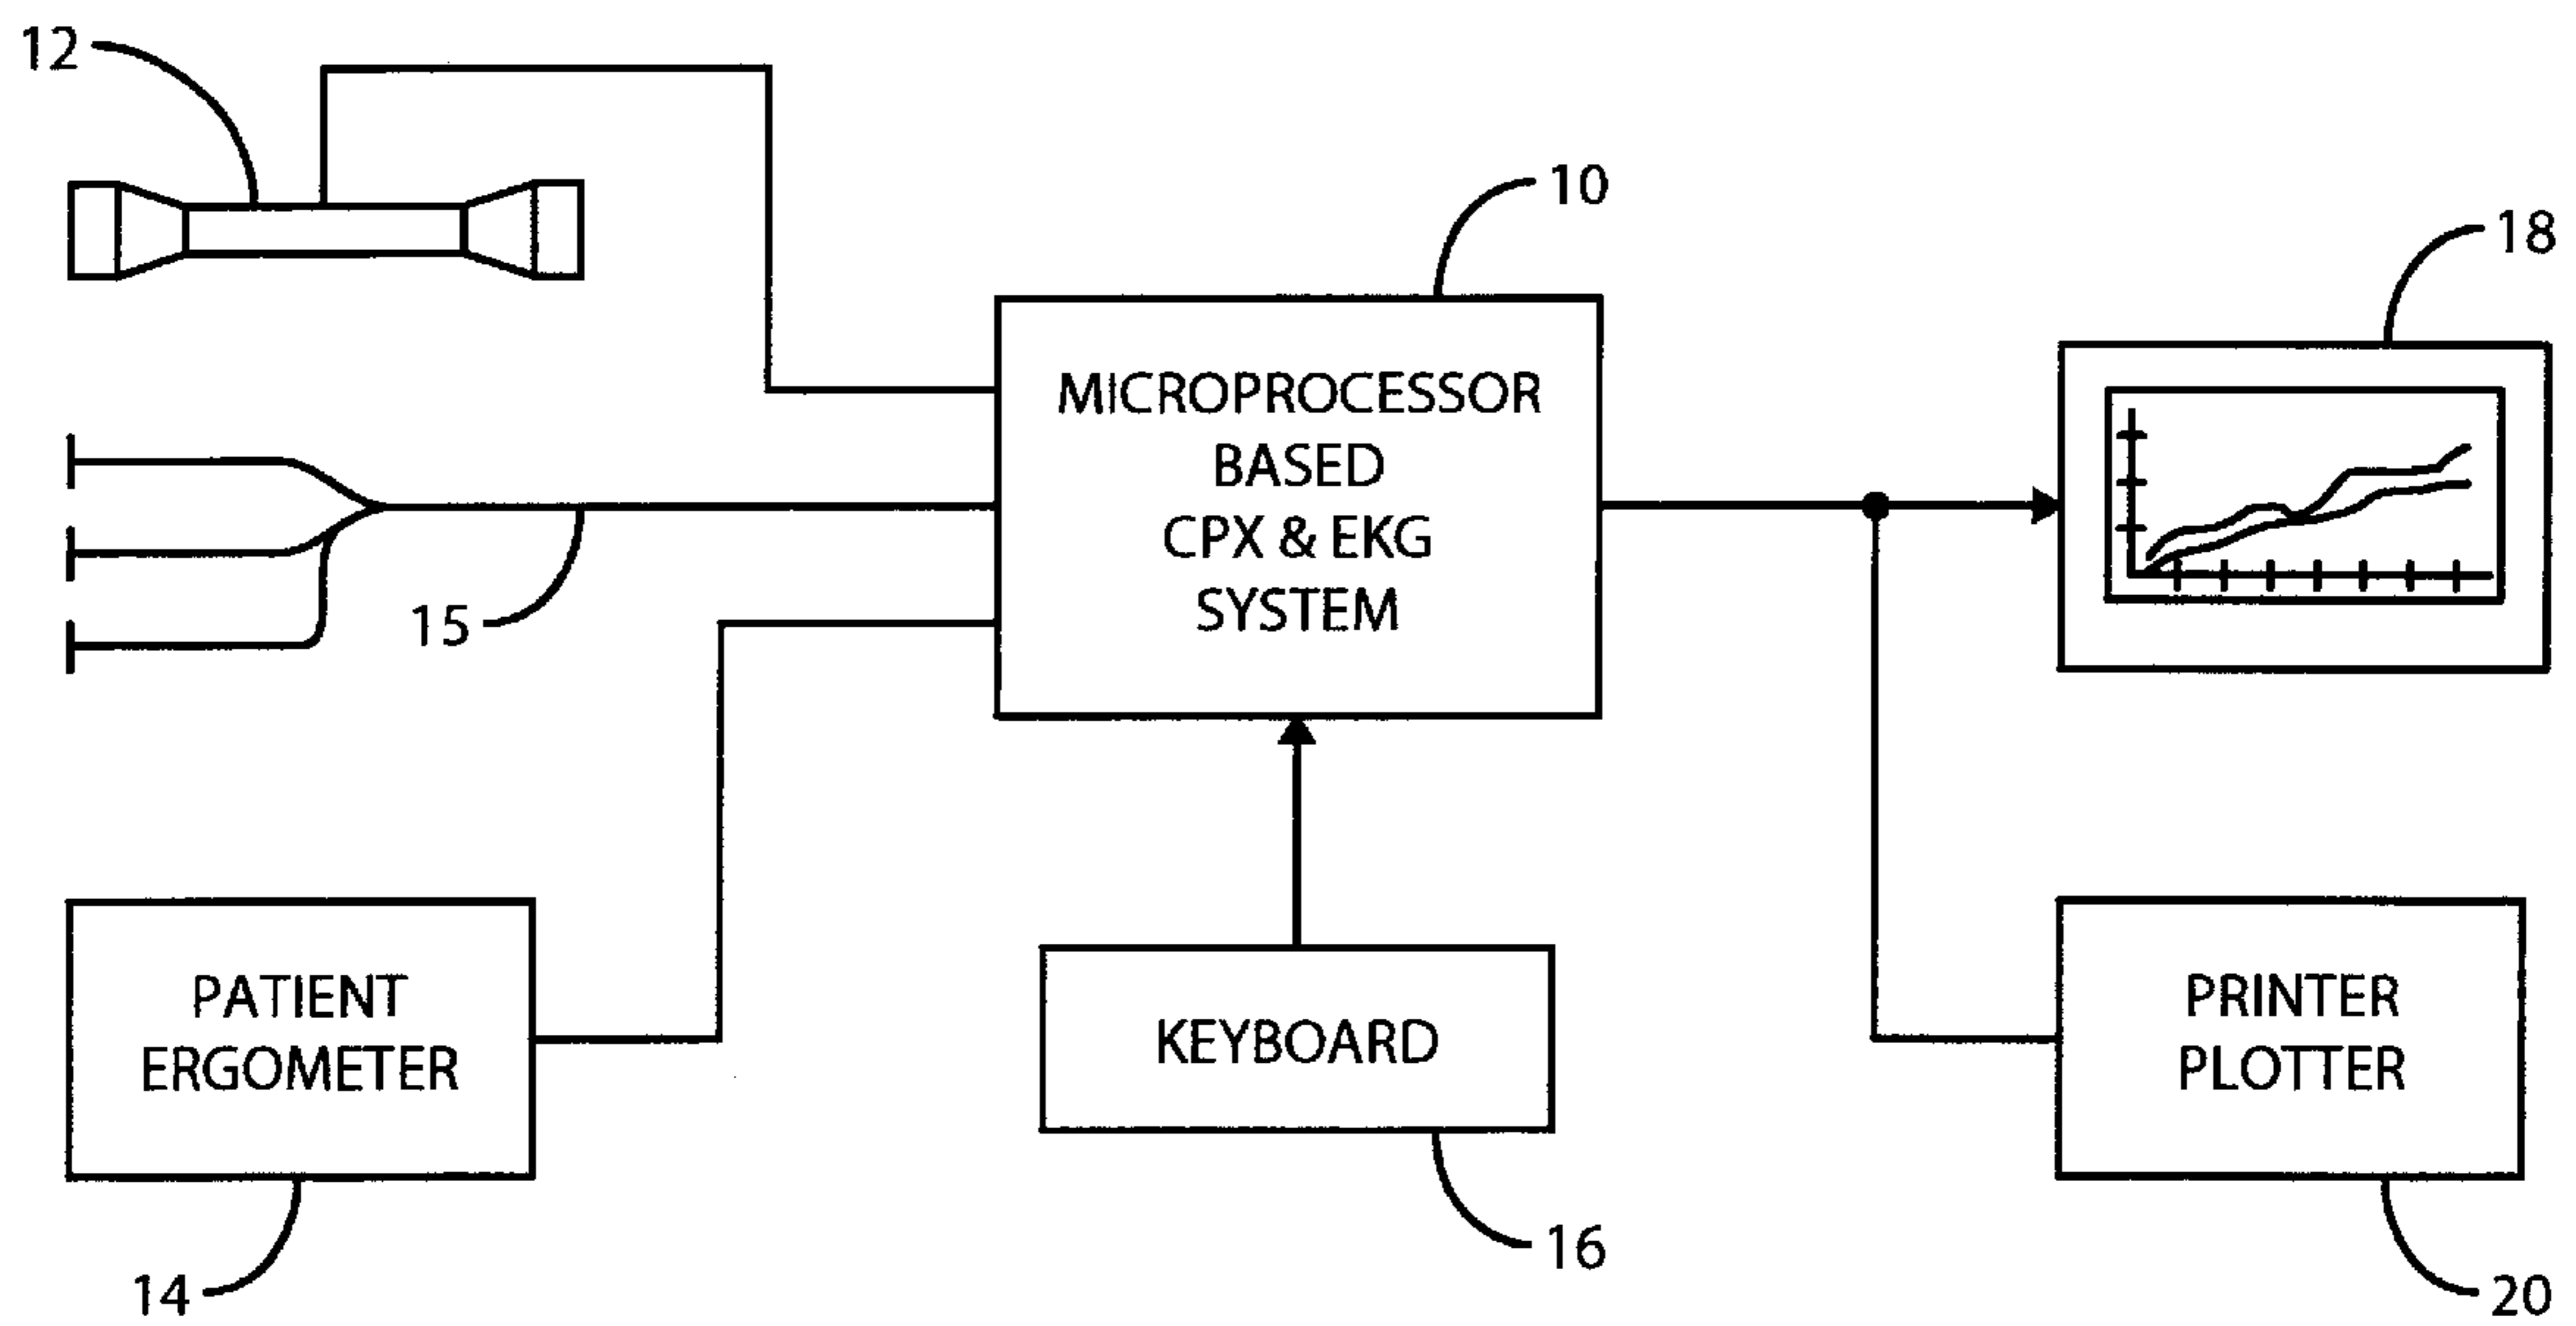 12
10
18
MICROPROCESSOR
BASED
CPX & EKG
SYSTEM
15
PATIENT
ERGOMETER
KEYBOARD
PRINTER
PLOTTER
14
16
20